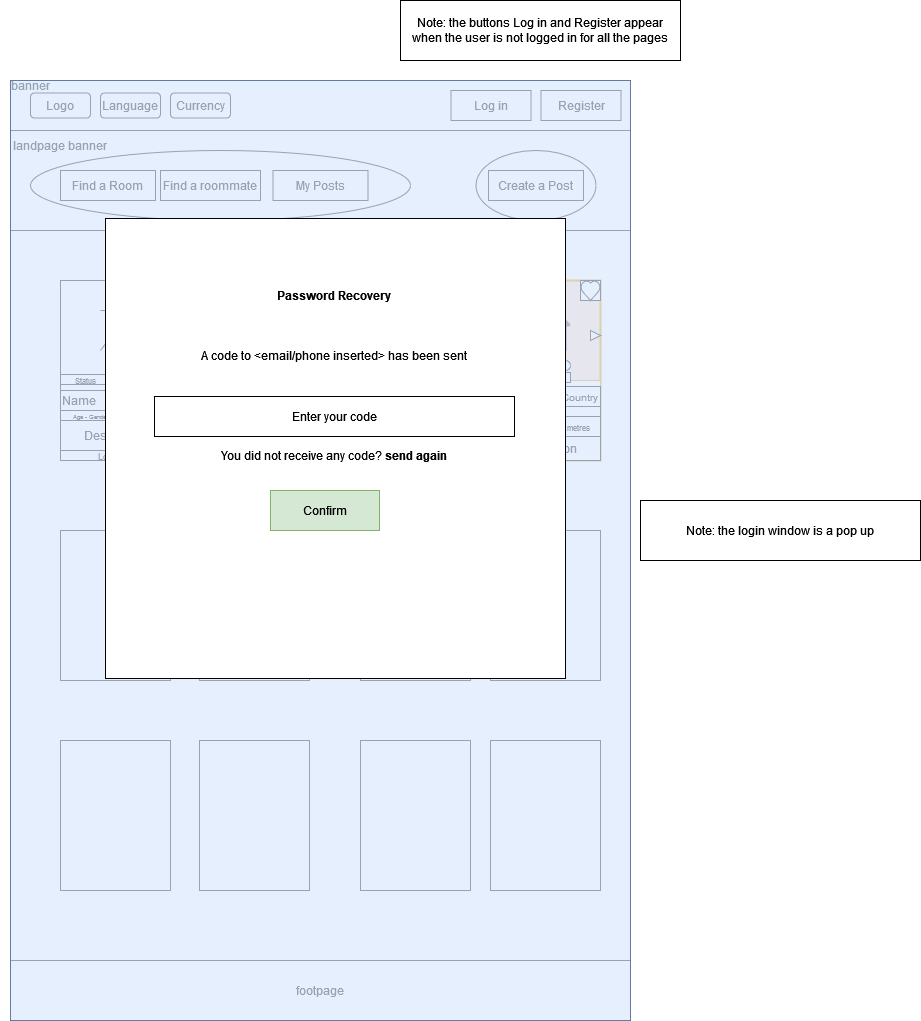 Note: the buttons Log in and Register appear
when the user is not logged in for all the pages
banner
Logo
Language
Currency
Log in
Register
landpage banner
Find a Room
Find a roommate
My Posts
Create a Post
Password Recovery
A code to <email/phone inserted> has been sent
Status
Name
Country
Age - Gende
metres
Des
on
Lo
Enter your code
You did not receive any code? send again
Confirm
Note: the login window is a pop up
footpage